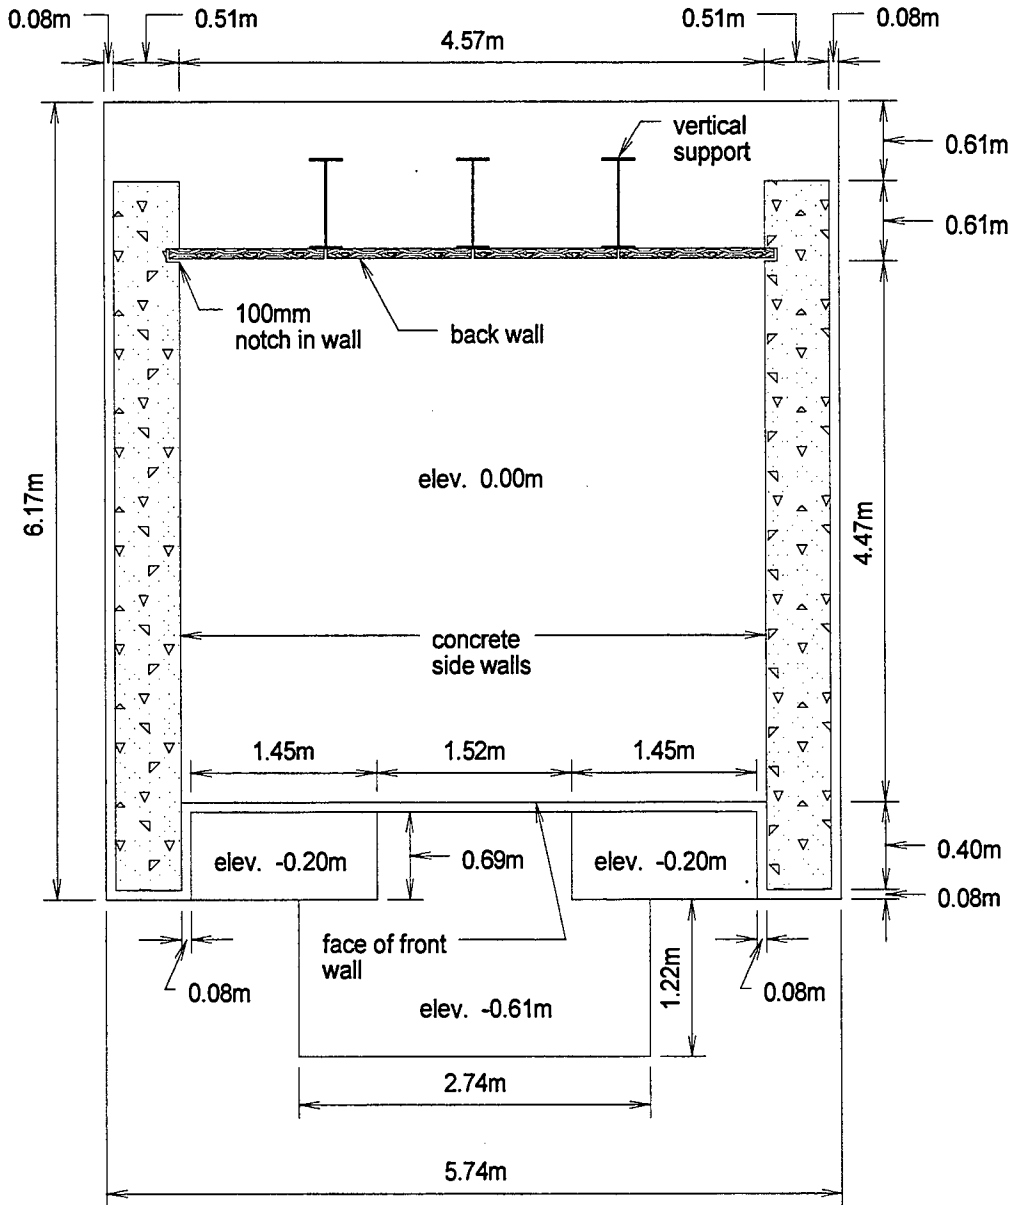 0.08m
0.51m
0.51m
0.08m
4.57m
vertical
support
0.61m
0.61m
100mm
notch in wall
back wall
elev. 0.00m
6.17m
4.47m
concrete
side walls
1.45m
1.52m
1.45m
elev. -0.20m
0.69m
elev. -0.20m
0.40m
0.08m
face of front
wall
0.08m
1.22m
0.08m
elev. -0.61m
2.74m
5.74m